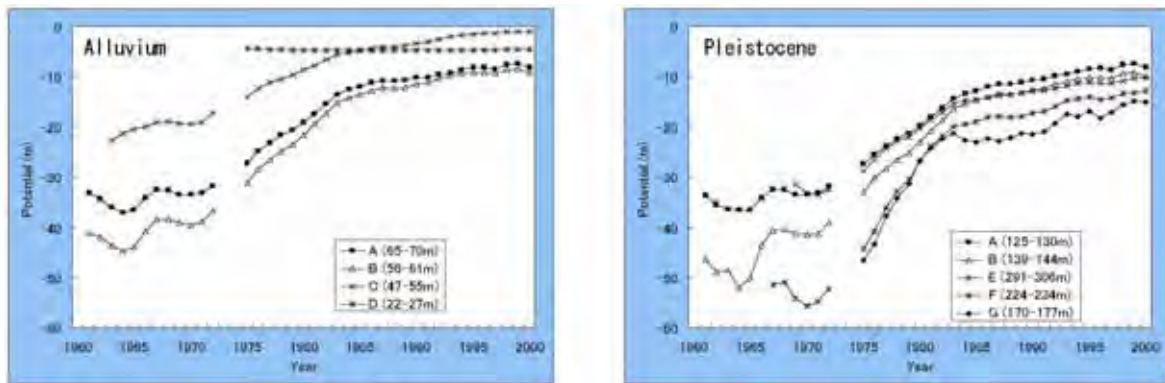 Alluvium
0
-10
-20
-30
-40
-50
-60
Potential (m)
1960 1965 1970 1975 1980 1985 1990 1995 2000
Year
A (65-70m)
B (56-61m)
C (47-55m)
D (22-27m)
Pleistocene
0
-10
-20
-30
-40
-50
-60
Potential (m)
1960 1965 1970 1975 1980 1985 1990 1995 2000
Year
A (125-130m)
B (139-144m)
E (291-306m)
F (224-234m)
G (170-177m)